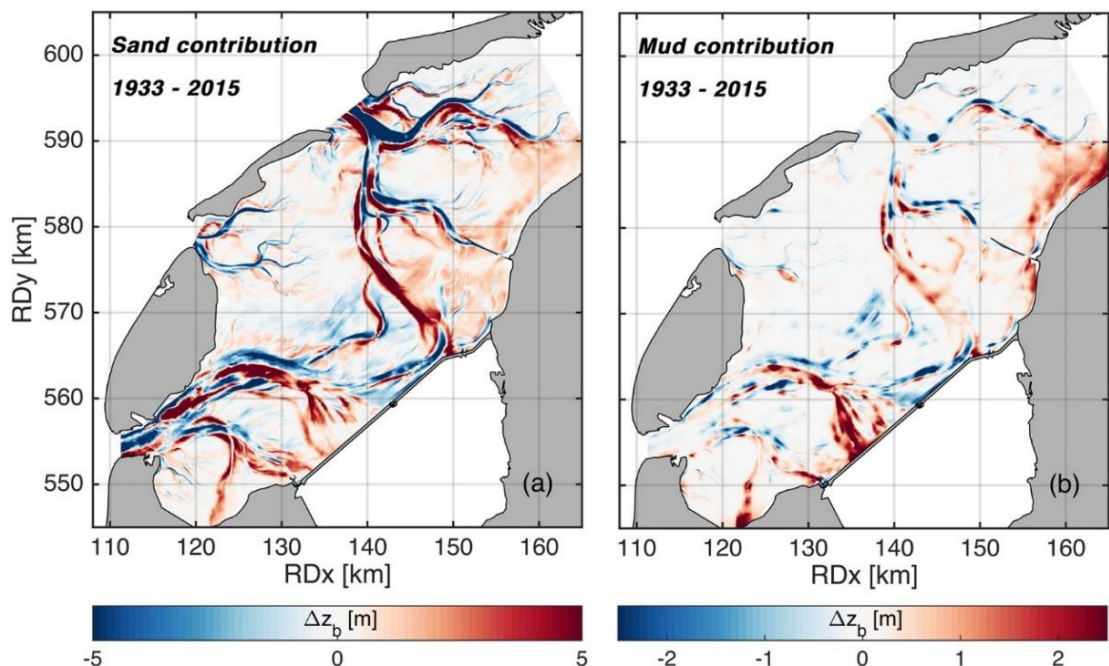 Sand contribution
1933 - 2015
Mud contribution
1933 - 2015
RDy [km]
600
590
580
570
560
550
(a)
(b)
110 120 130 140 150 160
110 120 130 140 150 160
RDx [km]
RDx [km]
Δz_b [m]
-5 0 5
Δz_b [m]
-2 -1 0 1 2